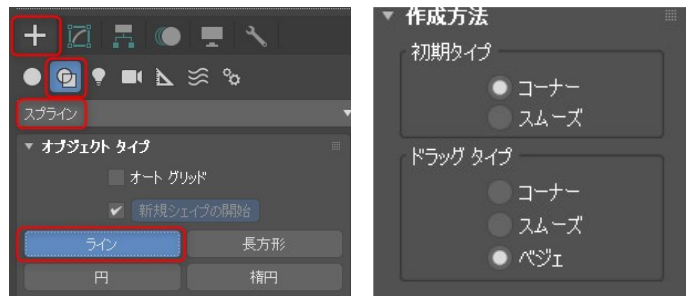 スプライン
オブジェクト タイプ
オート グリッド
新規シェイプの開始
ライン
長方形
円
楕円
作成方法
初期タイプ
コーナー
スムーズ
ドラッグ タイプ
コーナー
スムーズ
ベジェ